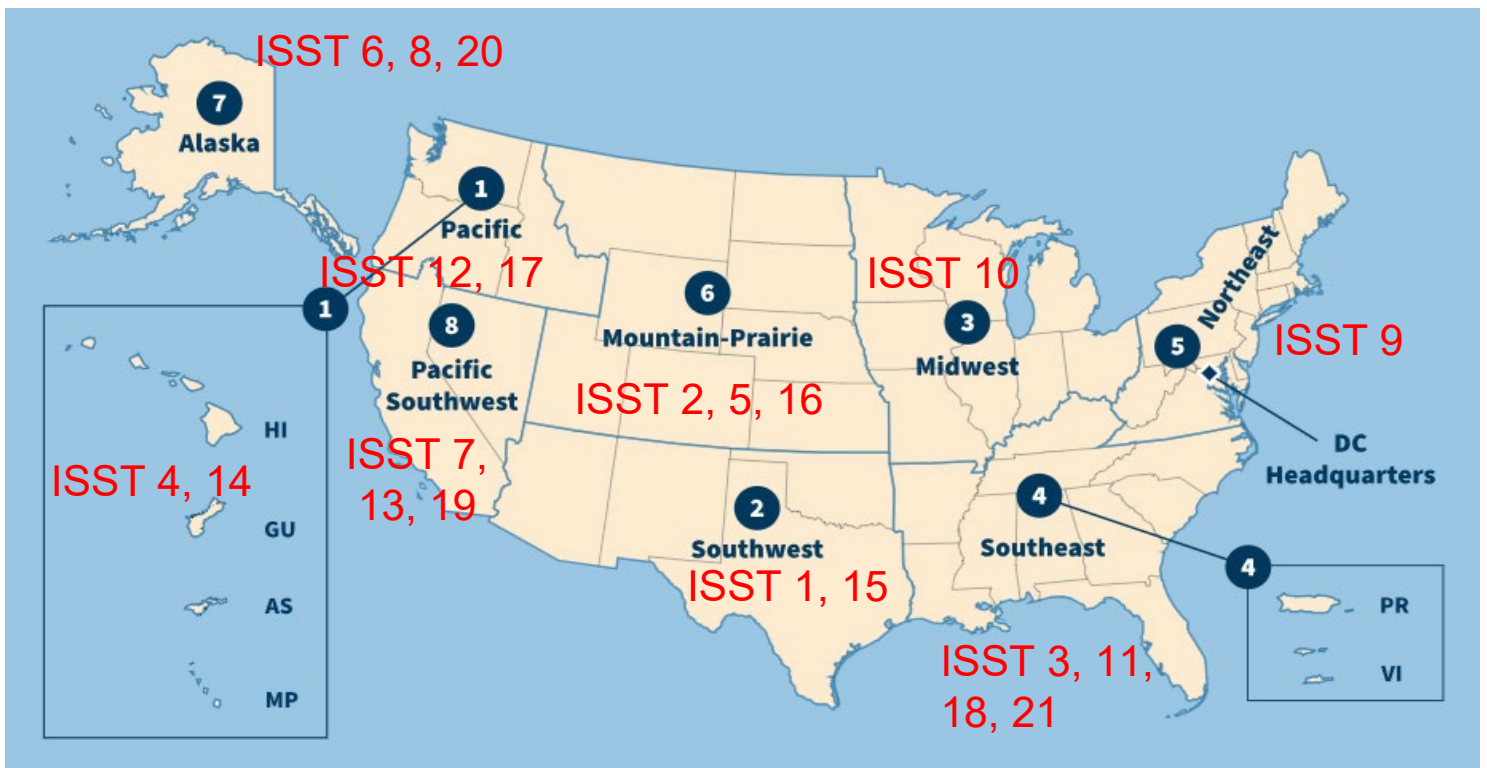 ISST 6, 8, 20
7
Alaska
1
Pacific
ISST 12, 17
1
8
Pacific
Southwest
ISST 7,
13, 19
6
Mountain-Prairie
ISST 2, 5, 16
ISST 10
3
Midwest
Northeast
5
ISST 9
DC
Headquarters
HI
ISST 4, 14
GU
AS
MP
2
Southwest
ISST 1, 15
4
Southeast
ISST 3, 11,
18, 21
4
PR
VI